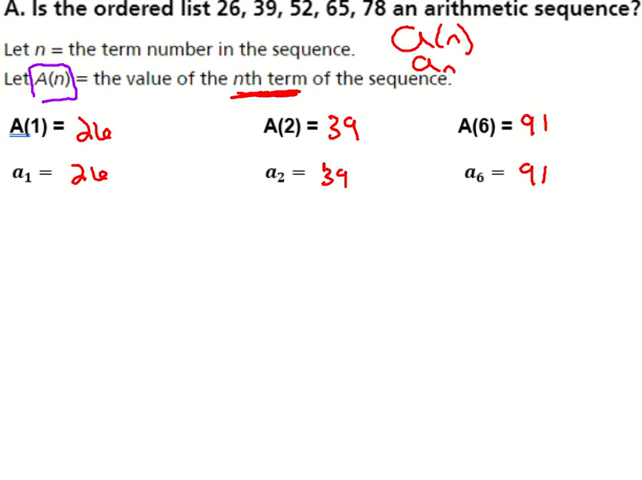 A. Is the ordered list 26, 39, 52, 65, 78 an arithmetic sequence?
Let n = the term number in the sequence.
a(n)
an
Let A(n) = the value of the nth term of the sequence.
A(1) = 26 A(2) = 39 A(6) = 91
a₁ = 26 a₂ = 39 a₆ = 91